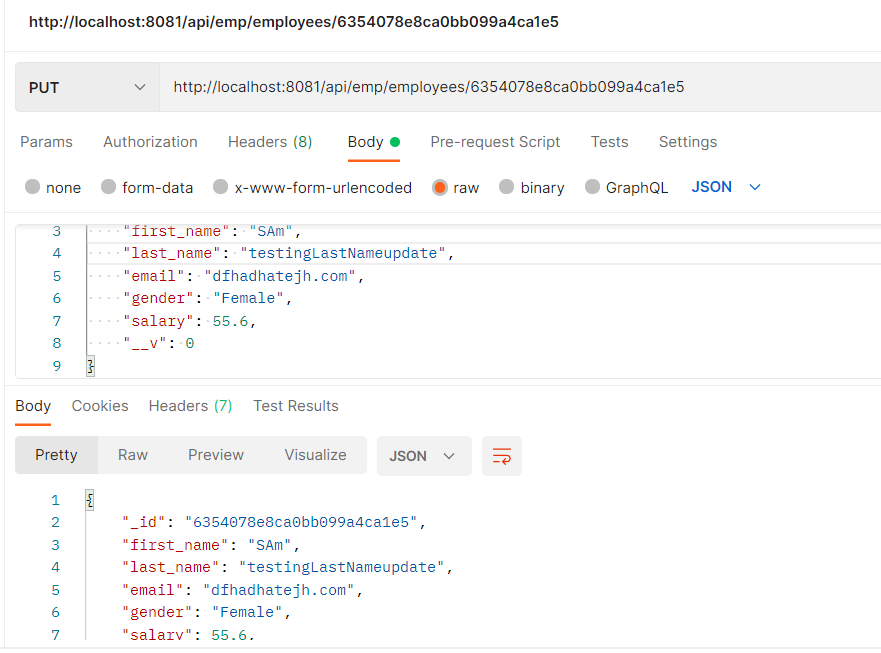 http://localhost:8081/api/emp/employees/6354078e8ca0bb099a4ca1e5
PUT http://localhost:8081/api/emp/employees/6354078e8ca0bb099a4ca1e5
Params Authorization Headers (8) Body Pre-request Script Tests Settings
none form-data x-www-form-urlencoded raw binary GraphQL JSON
3 "first_name": "SAm",
4 "last_name": "testingLastNameupdate",
5 "email": "dfhadhatejh.com",
6 "gender": "Female",
7 "salary": 55.6,
8 "__v": 0
9 }
Body Cookies Headers (7) Test Results
Pretty Raw Preview Visualize JSON
1 {
2 "_id": "6354078e8ca0bb099a4ca1e5",
3 "first_name": "SAm",
4 "last_name": "testingLastNameupdate",
5 "email": "dfhadhatejh.com",
6 "gender": "Female",
7 "salary": 55.6,